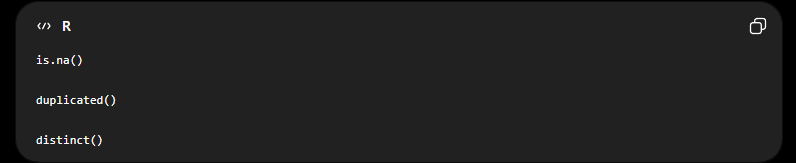 R
is.na()
duplicated()
distinct()